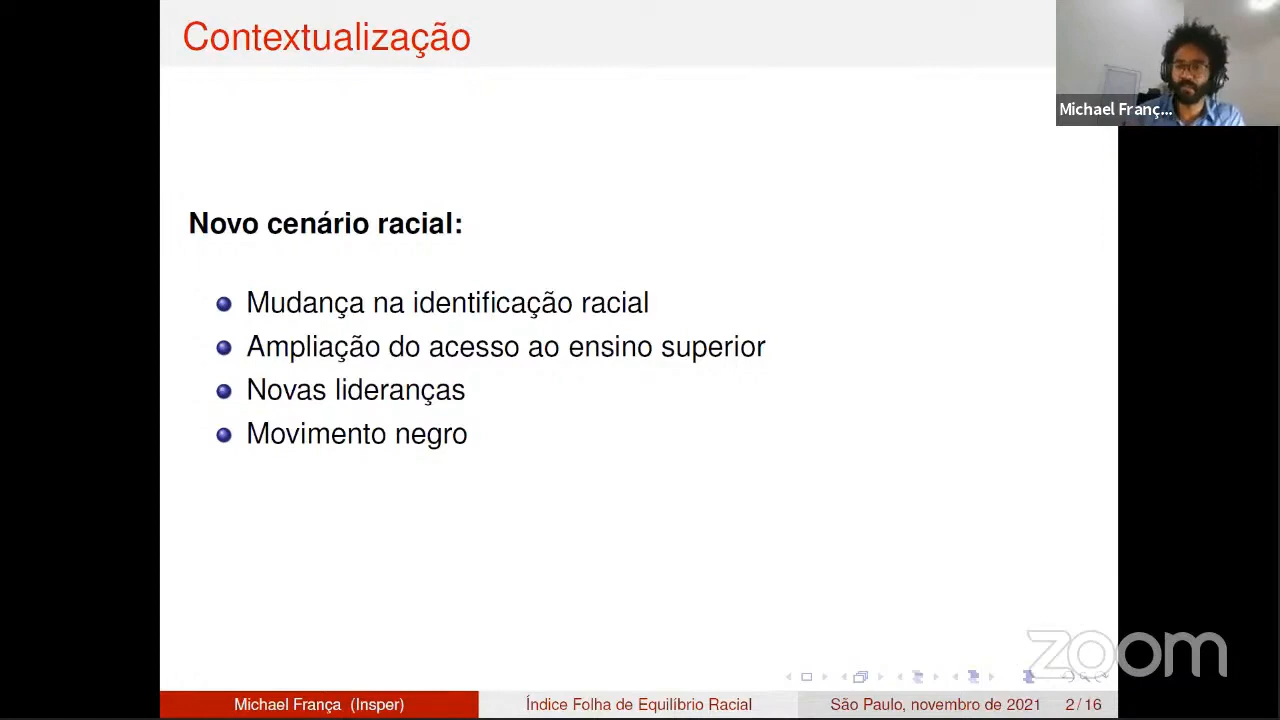 Contextualização
Michael Franç...
Novo cenário racial:
Mudança na identificação racial
Ampliação do acesso ao ensino superior
Novas lideranças
Movimento negro
zoom
Michael França (Insper)
Índice Folha de Equilíbrio Racial
São Paulo, novembro de 2021
2/16